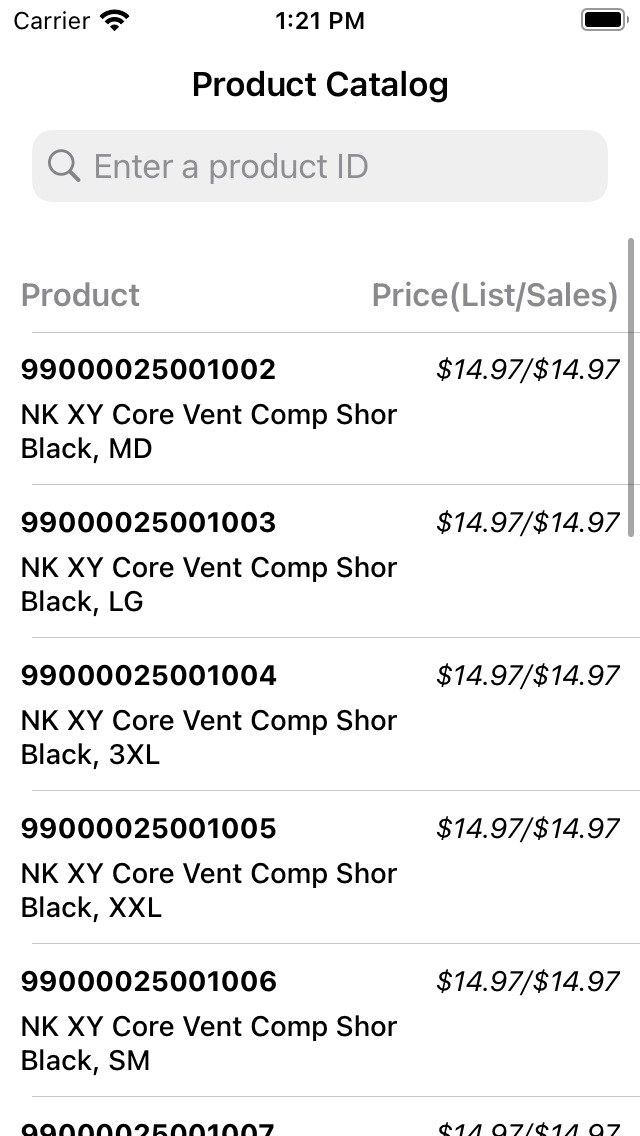 Carrier 1:21 PM
Product Catalog
Enter a product ID
Product Price(List/Sales)
99000025001002 $14.97/$14.97
NK XY Core Vent Comp Shor
Black, MD
99000025001003 $14.97/$14.97
NK XY Core Vent Comp Shor
Black, LG
99000025001004 $14.97/$14.97
NK XY Core Vent Comp Shor
Black, 3XL
99000025001005 $14.97/$14.97
NK XY Core Vent Comp Shor
Black, XXL
99000025001006 $14.97/$14.97
NK XY Core Vent Comp Shor
Black, SM
99000025001007 $14.97/$14.97